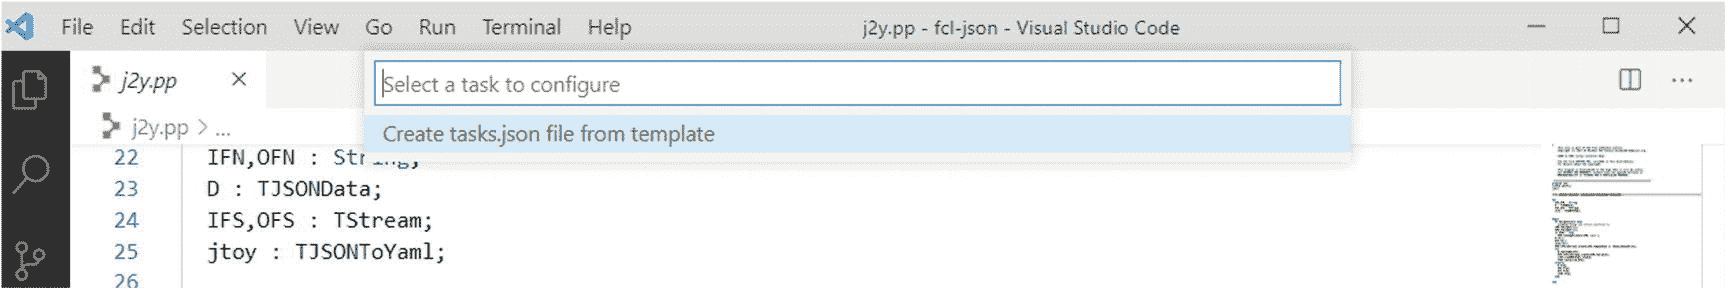 File Edit Selection View Go Run Terminal Help j2y.pp - fcl-json - Visual Studio Code
j2y.pp
Select a task to configure
j2y.pp > ...
Create tasks.json file from template
22 IFN,OFN : String;
23 D : TJSONData;
24 IFS,OFS : TStream;
25 jtoy : TJSONToYaml;
26